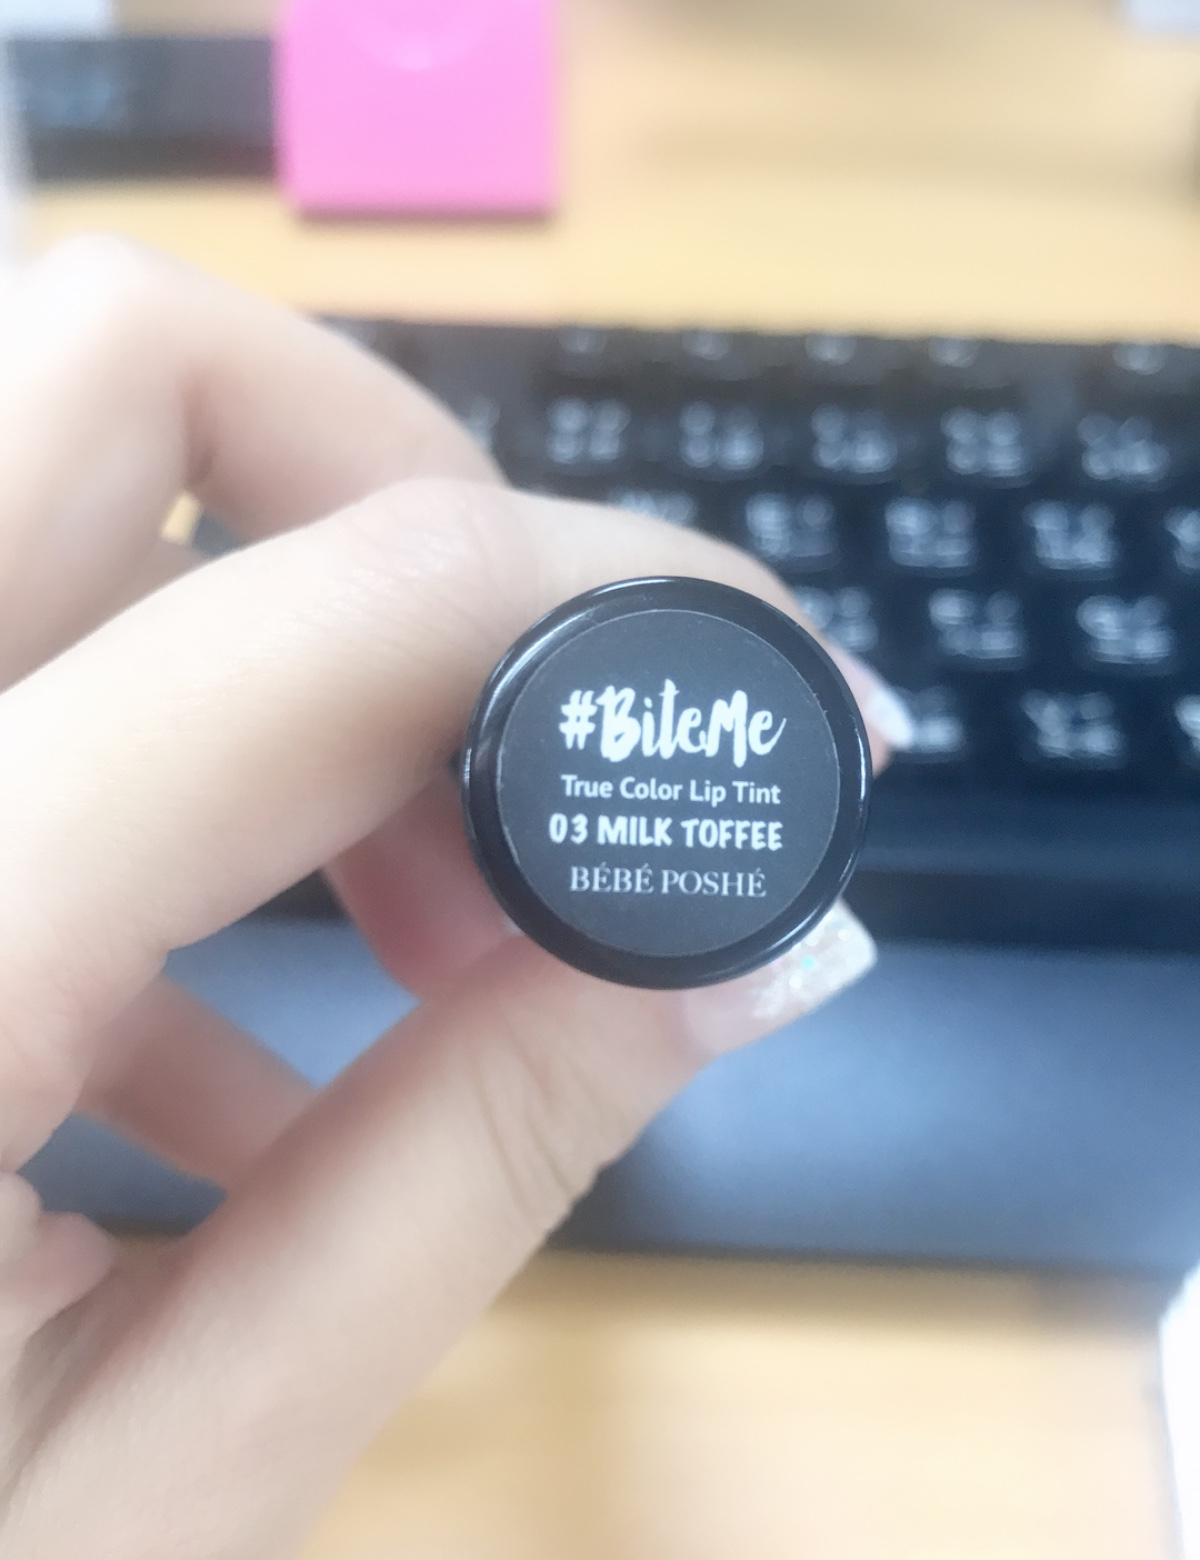 #BiteMe
True Color Lip Tint
03 MILK TOFFEE
BÉBÉ POSHÉ